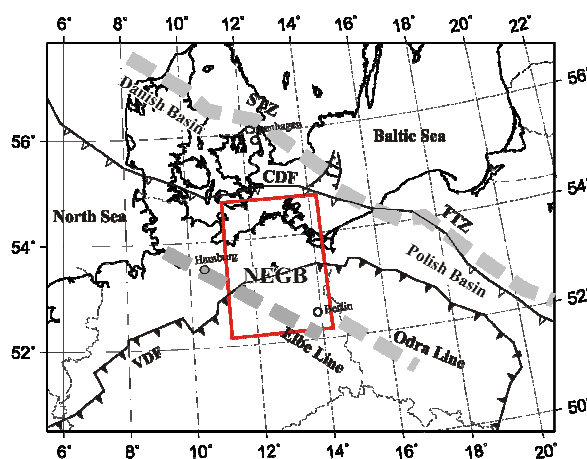 6° 8° 10° 12° 14° 16° 18° 20° 22°
56°
Danish Basin
STZ
Copenhagen
56°
Baltic Sea
CDF
54°
North Sea
TTZ
54°
Hamburg
NEGB
Polish Basin
52°
Berlin
Elbe Line
Odra Line
52°
VDF
50°
6° 8° 10° 12° 14° 16° 18° 20°